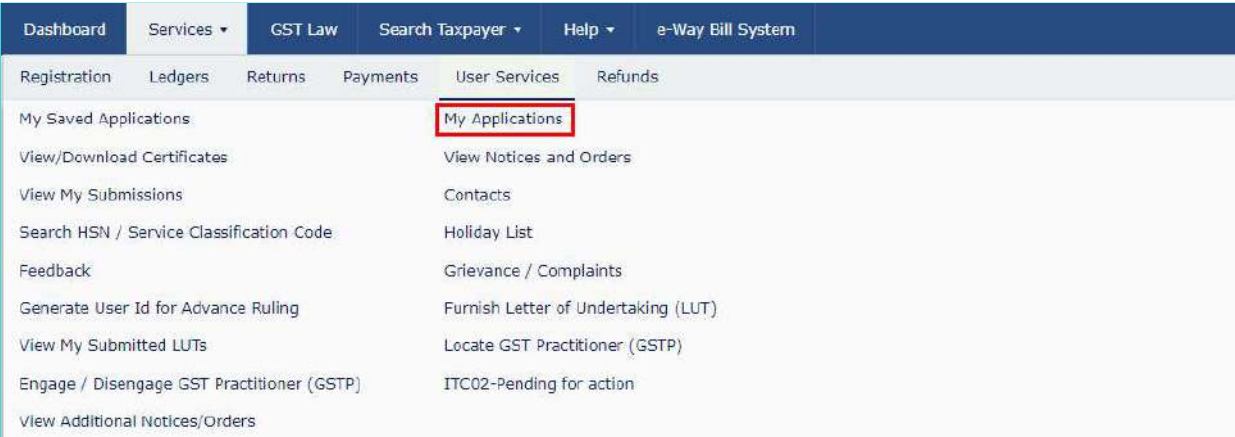 Dashboard Services ▾ GST Law Search Taxpayer ▾ Help ▾ e-Way Bill System
Registration Ledgers Returns Payments User Services Refunds
My Saved Applications My Applications
View/Download Certificates View Notices and Orders
View My Submissions Contacts
Search HSN / Service Classification Code Holiday List
Feedback Grievance / Complaints
Generate User Id for Advance Ruling Furnish Letter of Undertaking (LUT)
View My Submitted LUTs Locate GST Practitioner (GSTP)
Engage / Disengage GST Practitioner (GSTP) ITC02-Pending for action
View Additional Notices/Orders